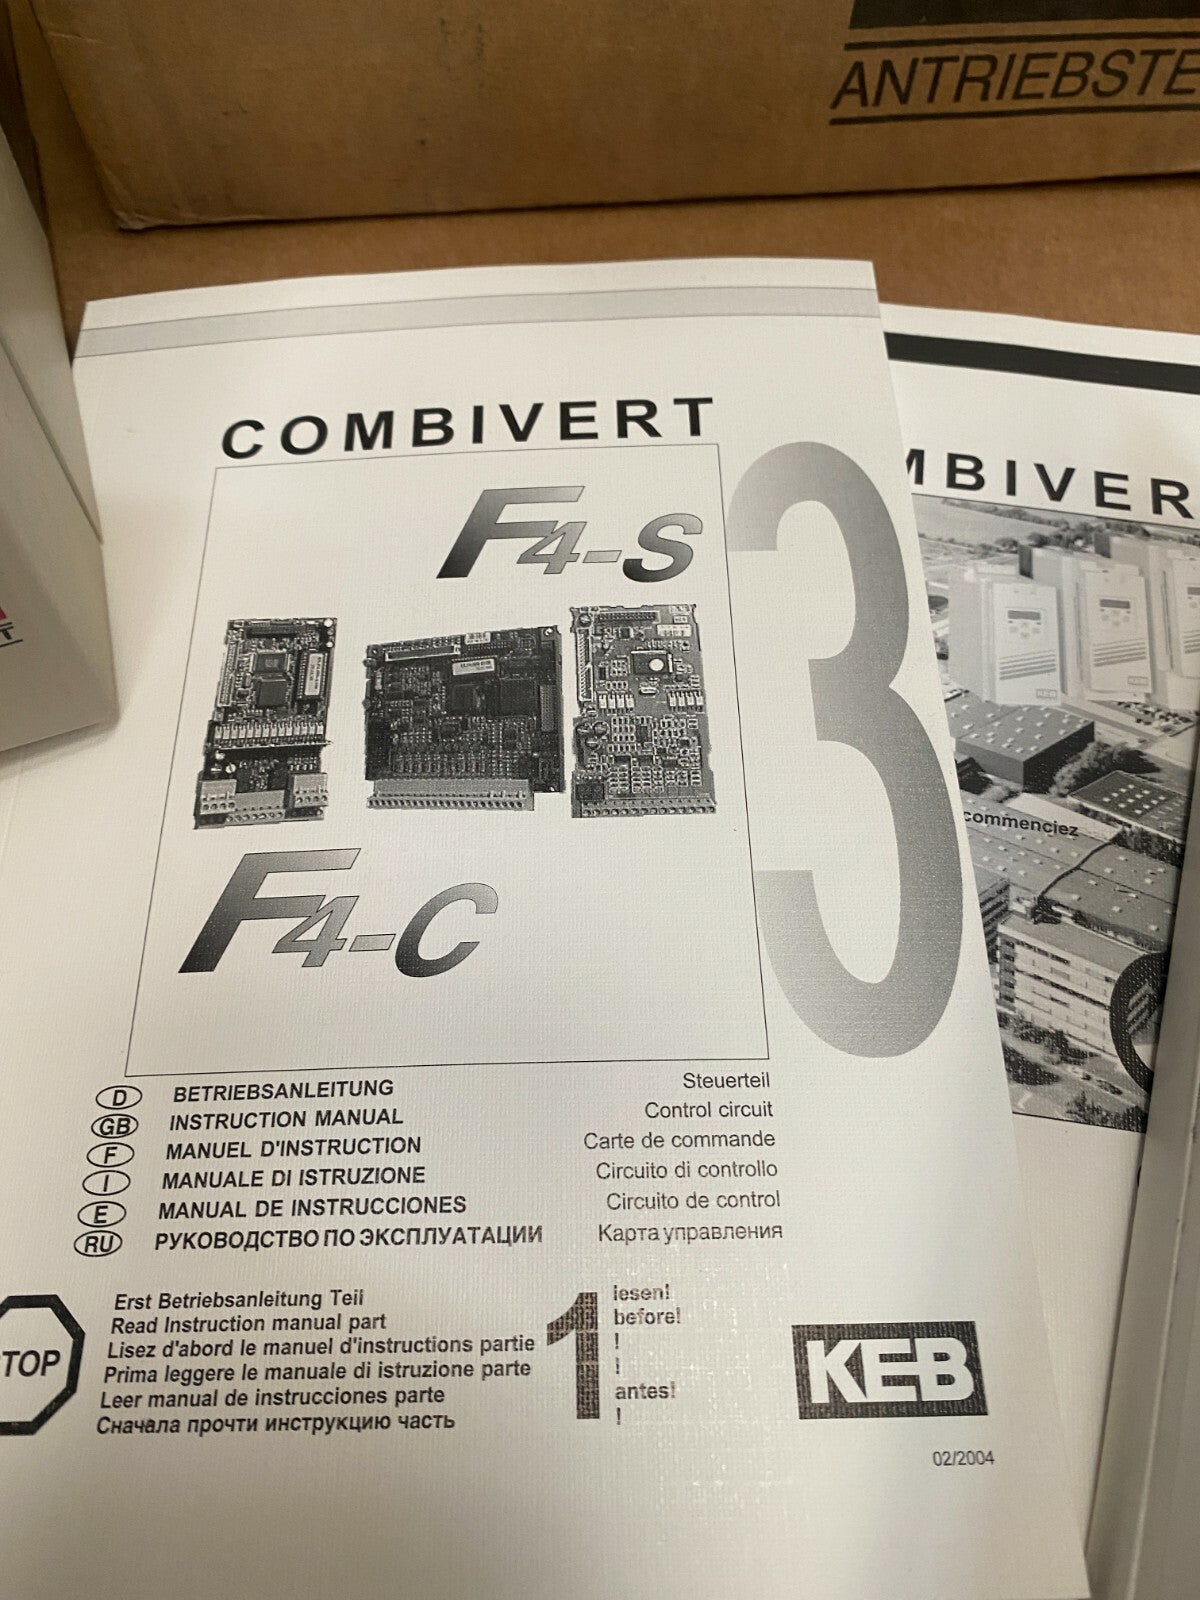 ANTRIEBSTE
COMBIVERT
F4-S
F4-C
3
MBIVER
commenciez
D BETRIEBSANLEITUNG Steuerteil
GB INSTRUCTION MANUAL Control circuit
F MANUEL D'INSTRUCTION Carte de commande
I MANUALE DI ISTRUZIONE Circuito di controllo
E MANUAL DE INSTRUCCIONES Circuito de control
RU РУКОВОДСТВО ПО ЭКСПЛУАТАЦИИ Карта управления
TOP
Erst Betriebsanleitung Teil lesen!
Read Instruction manual part before!
Lisez d'abord le manuel d'instructions partie !
Prima leggere le manuale di istruzione parte !
Leer manual de instrucciones parte antes!
Сначала прочти инструкцию часть !
1
KEB
02/2004